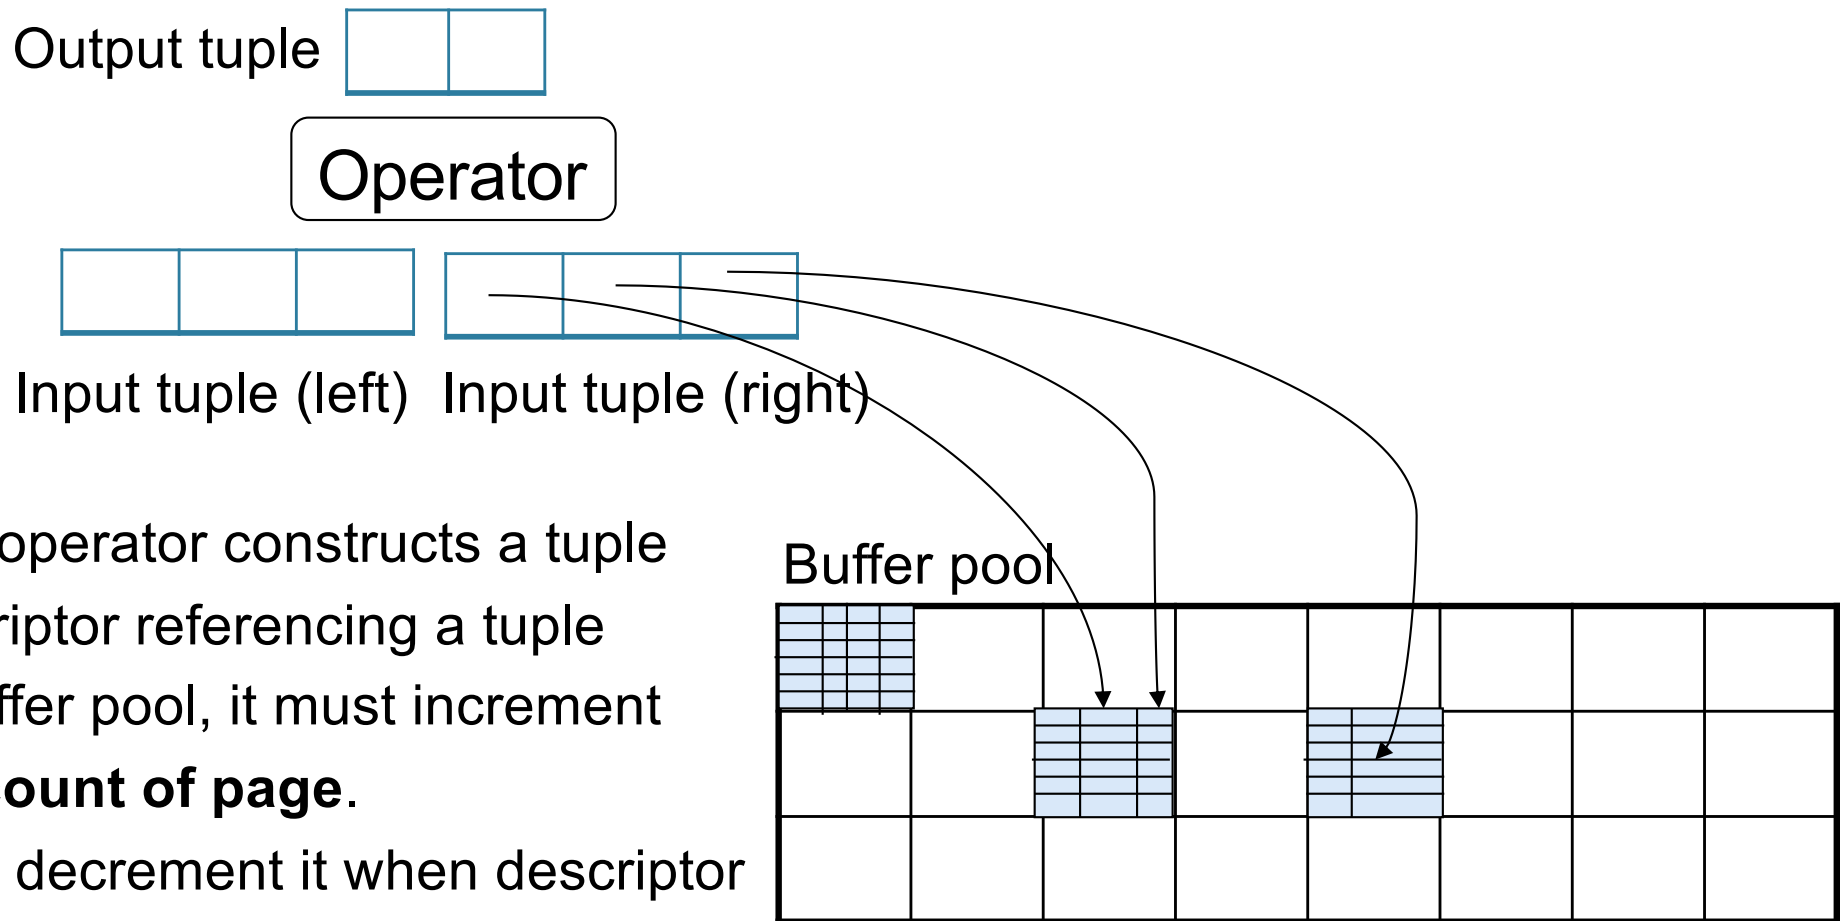 Output tuple
Operator
Input tuple (left) Input tuple (right)
operator constructs a tuple
riptor referencing a tuple
ffer pool, it must increment
ount of page.
decrement it when descriptor
Buffer pool